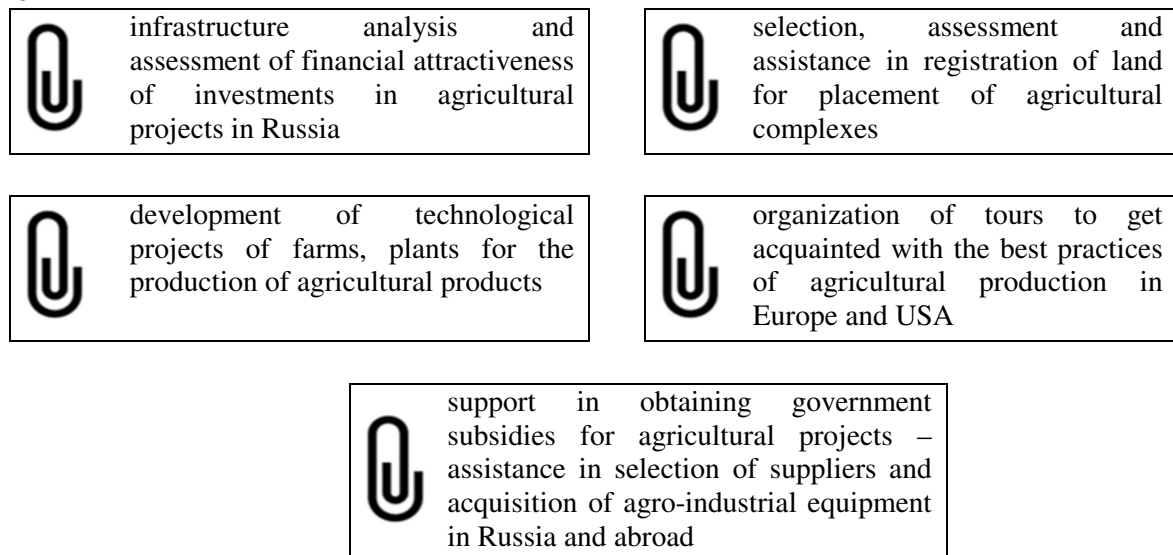 infrastructure analysis and
assessment of financial attractiveness
of investments in agricultural
projects in Russia
selection, assessment and
assistance in registration of land
for placement of agricultural
complexes
development of technological
projects of farms, plants for the
production of agricultural products
organization of tours to get
acquainted with the best practices
of agricultural production in
Europe and USA
support in obtaining government
subsidies for agricultural projects –
assistance in selection of suppliers and
acquisition of agro-industrial equipment
in Russia and abroad